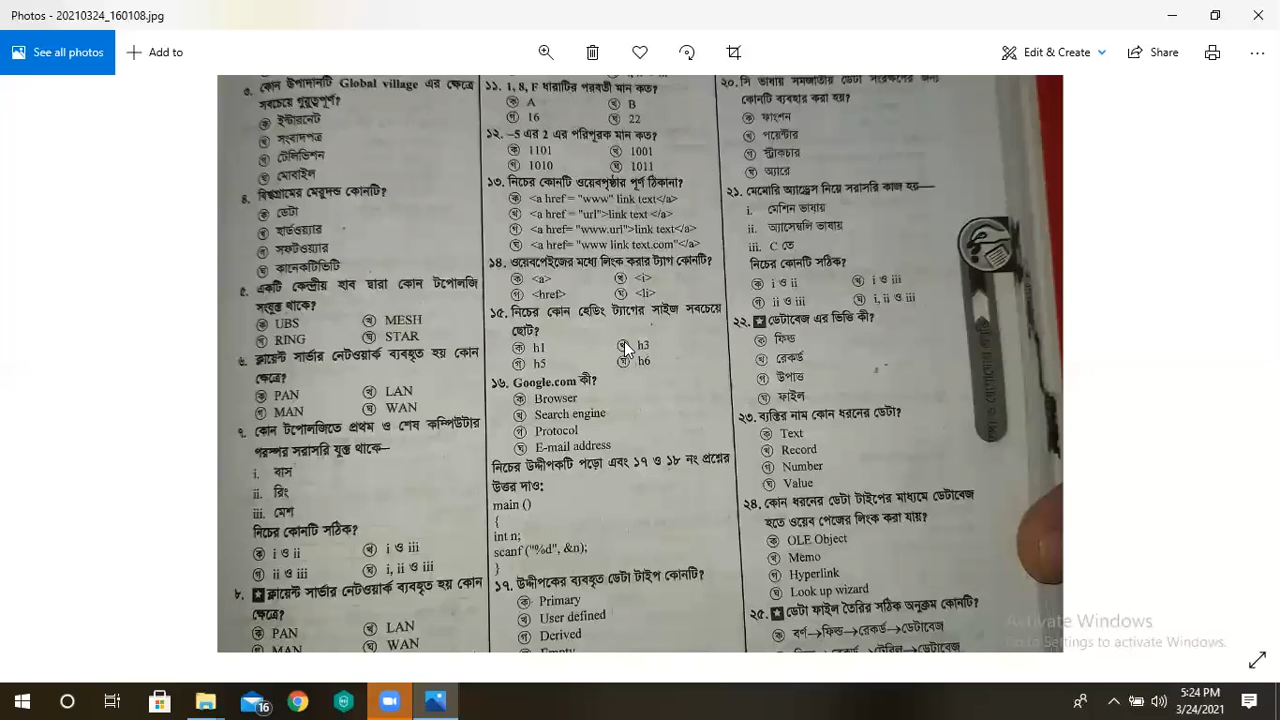 Photos - 20210324_160108.jpg
See all photos
Add to
Edit & Create
Share
৩. কোন উপাদানটি Global village এর ক্ষেত্রে
সবচেয়ে গুরুত্বপূর্ণ?
ক ইন্টারনেট
খ সংবাদপত্র
গ টেলিভিশন
ঘ মোবাইল
৪. বিশ্বগ্রামের মেরুদন্ড কোনটি?
ক ডেটা
খ হার্ডওয়্যার
গ সফটওয়্যার
ঘ কানেকটিভিটি
৫. একটি কেন্দ্রীয় হাব দ্বারা কোন টপোলজি
সংযুক্ত থাকে?
ক UBS খ MESH
গ RING ঘ STAR
৬. ক্লায়েন্ট সার্ভার নেটওয়ার্ক ব্যবহৃত হয় কোন
ক্ষেত্রে?
ক PAN খ LAN
গ MAN ঘ WAN
৭. কোন টপোলজিতে প্রথম ও শেষ কম্পিউটার
পরস্পর সরাসরি যুক্ত থাকে—
i. বাস
ii. রিং
iii. মেশ
নিচের কোনটি সঠিক?
ক i ও ii খ i ও iii
গ ii ও iii ঘ i, ii ও iii
৮. ক্লায়েন্ট সার্ভার নেটওয়ার্ক ব্যবহৃত হয় কোন
ক্ষেত্রে?
ক PAN খ LAN
গ MAN ঘ WAN
১১. 1, 8, F ধারাটির পরবর্তী মান কত?
ক A খ B
গ 16 ঘ 22
১২. –5 এর 2 এর পরিপূরক মান কত?
ক 1101 খ 1001
গ 1010 ঘ 1011
১৩. নিচের কোনটি ওয়েবপৃষ্ঠার পূর্ণ ঠিকানা?
ক <a href = "www" link text</a>
খ <a href = "url">link text </a>
গ <a href= "www.url">link text</a>
ঘ <a href= "www link text.com"</a>
১৪. ওয়েবপেইজের মধ্যে লিংক করার ট্যাগ কোনটি?
ক <a> খ <i>
গ <href> ঘ <li>
১৫. নিচের কোন হেডিং ট্যাগের সাইজ সবচেয়ে
ছোট?
ক h1 খ h3
গ h5 ঘ h6
১৬. Google.com কী?
ক Browser
খ Search engine
গ Protocol
ঘ E-mail address
নিচের উদ্দীপকটি পড়ো এবং ১৭ ও ১৮ নং প্রশ্নের
উত্তর দাও:
main ()
{
int n;
scanf ("%d", &n);
}
১৭. উদ্দীপকের ব্যবহৃত ডেটা টাইপ কোনটি?
ক Primary
খ User defined
গ Derived
২০. সি ভাষায় সমজাতীয় ডেটা সংরক্ষণের জন্য
কোনটি ব্যবহার করা হয়?
ক ফাংশন
খ পয়েন্টার
গ স্ট্রাকচার
ঘ অ্যারে
২১. মেমোরি অ্যাড্রেস নিয়ে সরাসরি কাজ হয়—
i. মেশিন ভাষায়
ii. অ্যাসেম্বলি ভাষায়
iii. C তে
নিচের কোনটি সঠিক?
ক i ও ii খ i ও iii
গ ii ও iii ঘ i, ii ও iii
২২. ডেটাবেজ এর ভিত্তি কী?
ক ফিল্ড
খ রেকর্ড
গ উপাত্ত
ঘ ফাইল
২৩. ব্যক্তির নাম কোন ধরনের ডেটা?
ক Text
খ Record
গ Number
ঘ Value
২৪. কোন ধরনের ডেটা টাইপের মাধ্যমে ডেটাবেজ
হতে ওয়েব পেজের লিংক করা যায়?
ক OLE Object
খ Memo
গ Hyperlink
ঘ Look up wizard
২৫. ডেটা ফাইল তৈরির সঠিক অনুক্রম কোনটি?
ক বর্ণ→ফিল্ড→রেকর্ড→ডেটাবেজ
Activate Windows
Go to Settings to activate Windows.
16
5:24 PM
3/24/2021